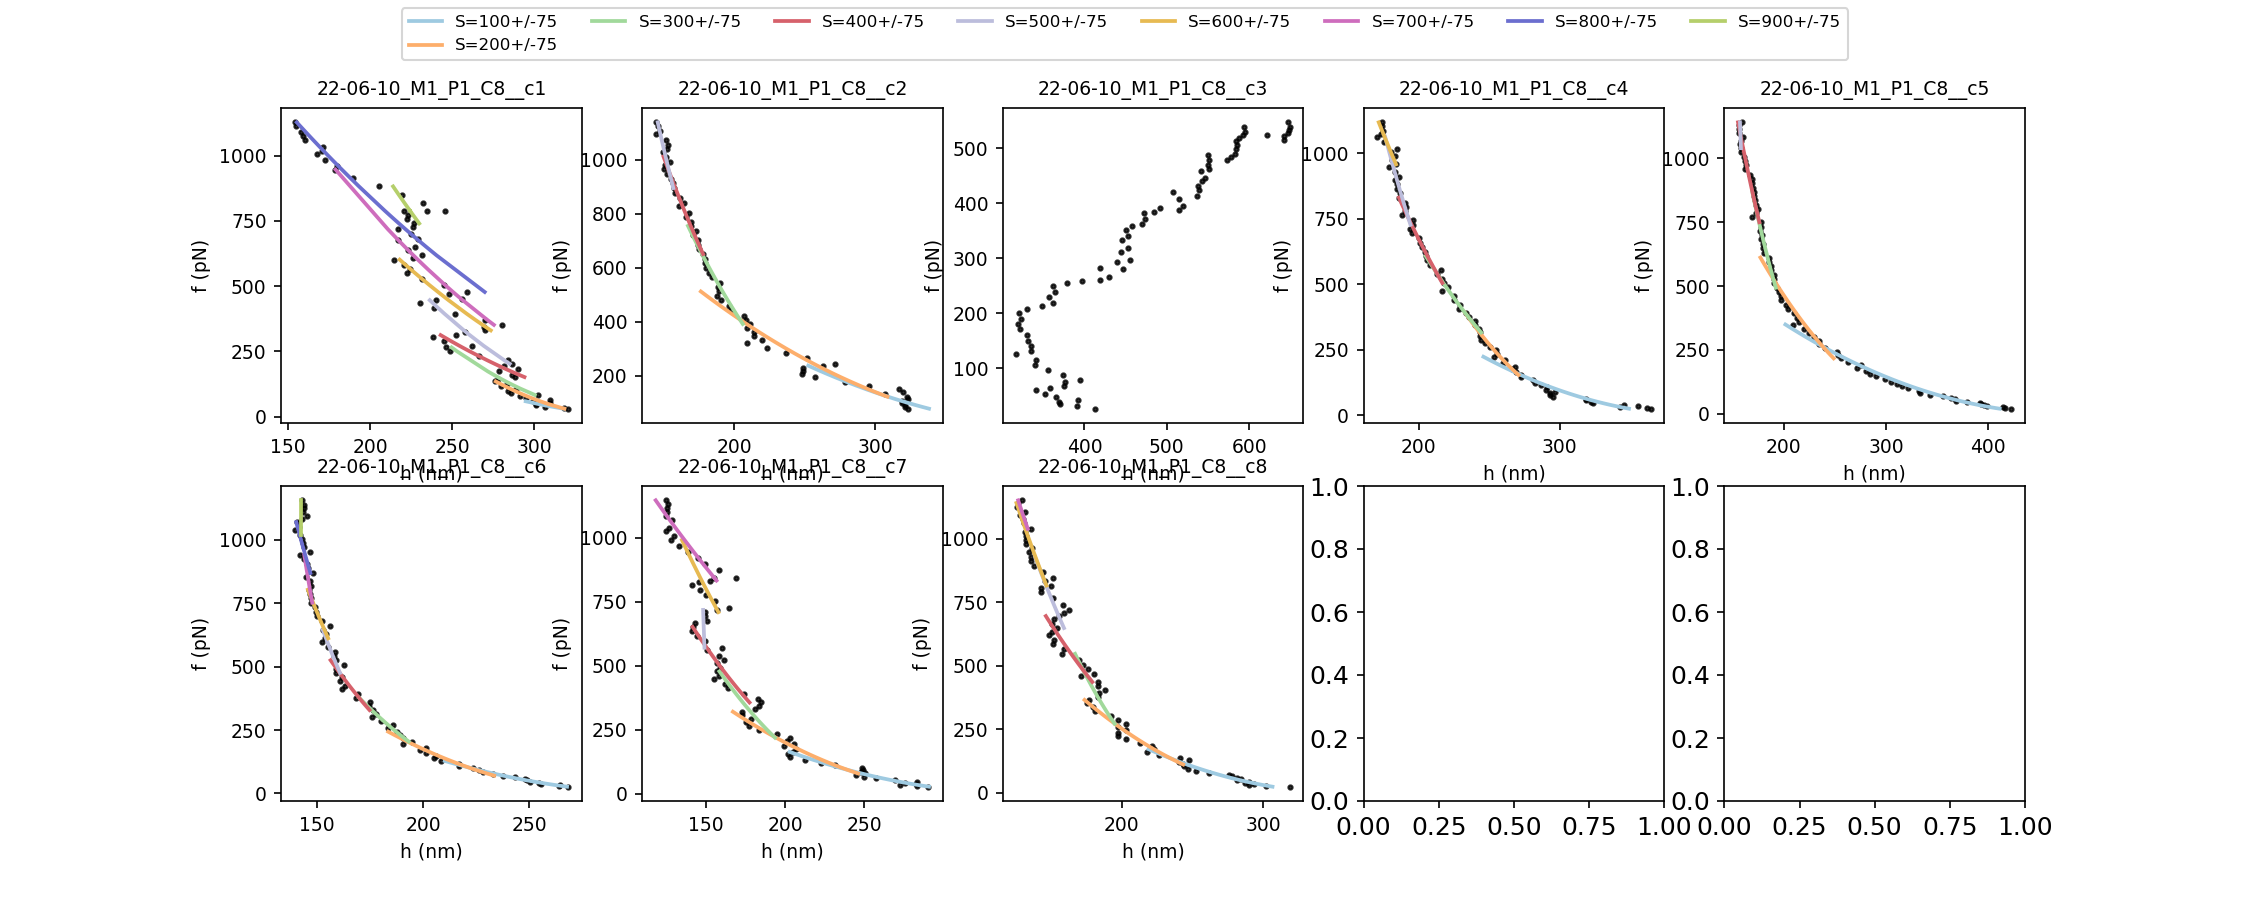 S=100+/-75 S=300+/-75 S=400+/-75 S=500+/-75 S=600+/-75 S=700+/-75 S=800+/-75 S=900+/-75
S=200+/-75
22-06-10_M1_P1_C8__c1 22-06-10_M1_P1_C8__c2 22-06-10_M1_P1_C8__c3 22-06-10_M1_P1_C8__c4 22-06-10_M1_P1_C8__c5
f (pN) f (pN) f (pN) f (pN) f (pN)
1000 750 500 250 0
1000 800 600 400 200
500 400 300 200 100
1000 750 500 250 0
1000 800 600 400 200 0
150 200 250 300 200 300 400 500 600 200 300 200 300 400
h (nm) h (nm) h (nm) h (nm) h (nm)
22-06-10_M1_P1_C8__c6 22-06-10_M1_P1_C8__c7 22-06-10_M1_P1_C8__c8
f (pN) f (pN) f (pN)
1000 750 500 250 0
1000 750 500 250 0
1000 750 500 250 0
1.0 0.8 0.6 0.4 0.2 0.0
1.0 0.8 0.6 0.4 0.2 0.0
150 200 250 150 200 250 200 300 0.00 0.25 0.50 0.75 1.00 0.00 0.25 0.50 0.75 1.00
h (nm) h (nm) h (nm)